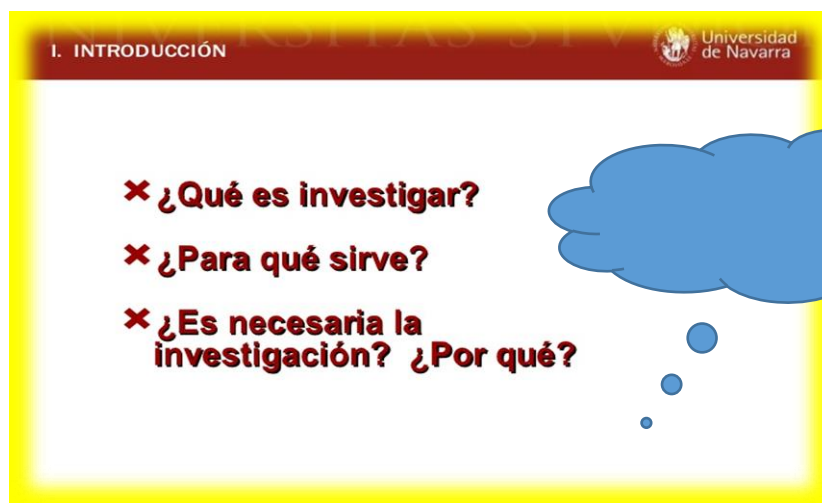 I. INTRODUCCIÓN
Universidad
de Navarra
¿Qué es investigar?
¿Para qué sirve?
¿Es necesaria la
investigación? ¿Por qué?